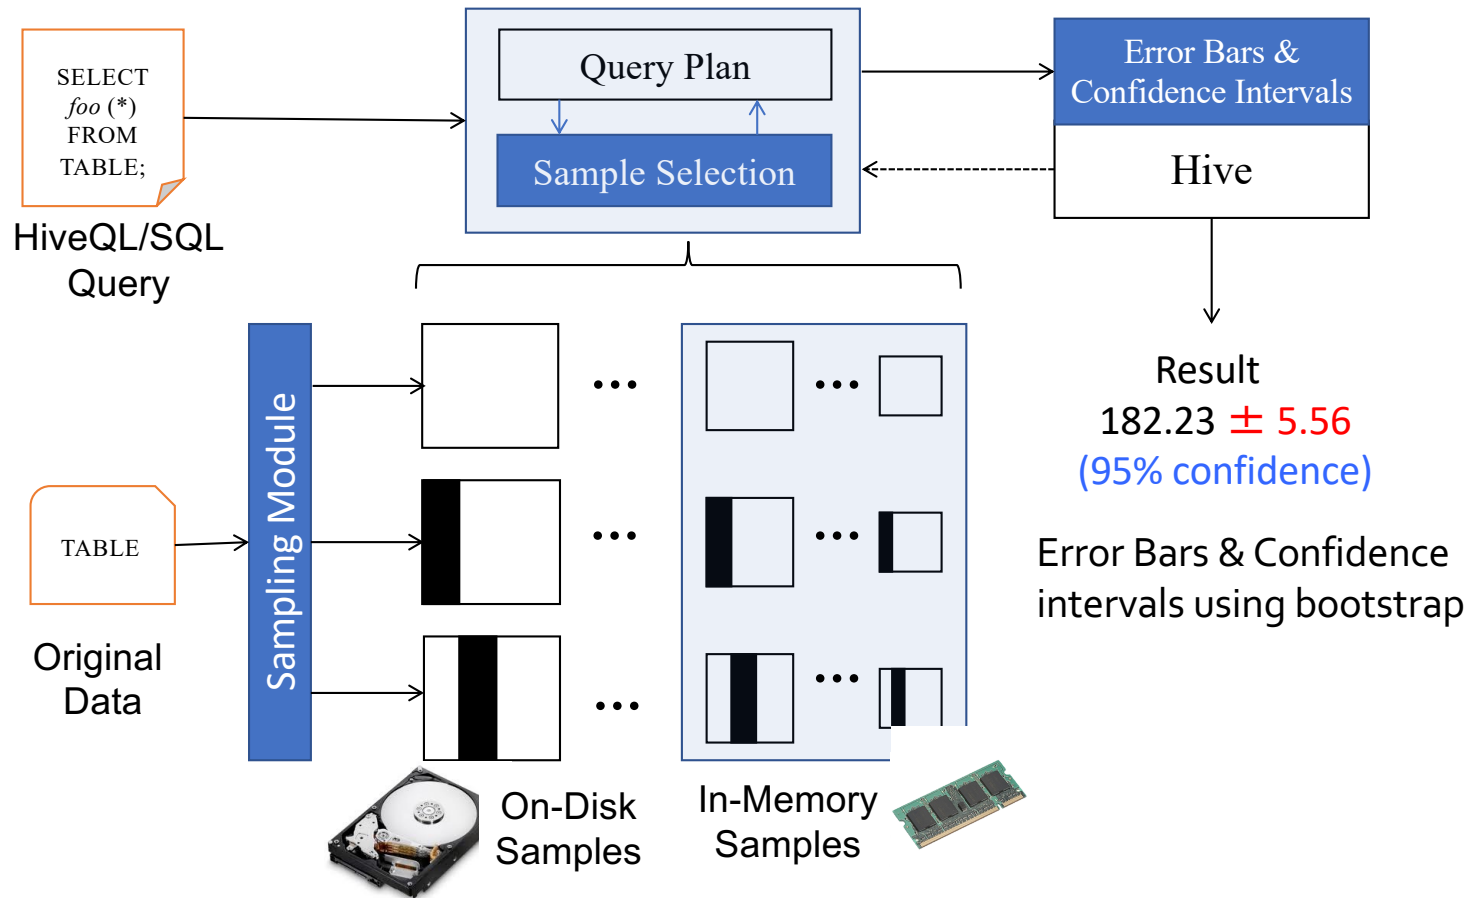 SELECT
foo (*)
FROM
TABLE;
HiveQL/SQL
Query
Query Plan
Sample Selection
Error Bars &
Confidence Intervals
Hive
Result
182.23 ± 5.56
(95% confidence)
Error Bars & Confidence
intervals using bootstrap
TABLE
Original
Data
Sampling Module
On-Disk
Samples
In-Memory
Samples